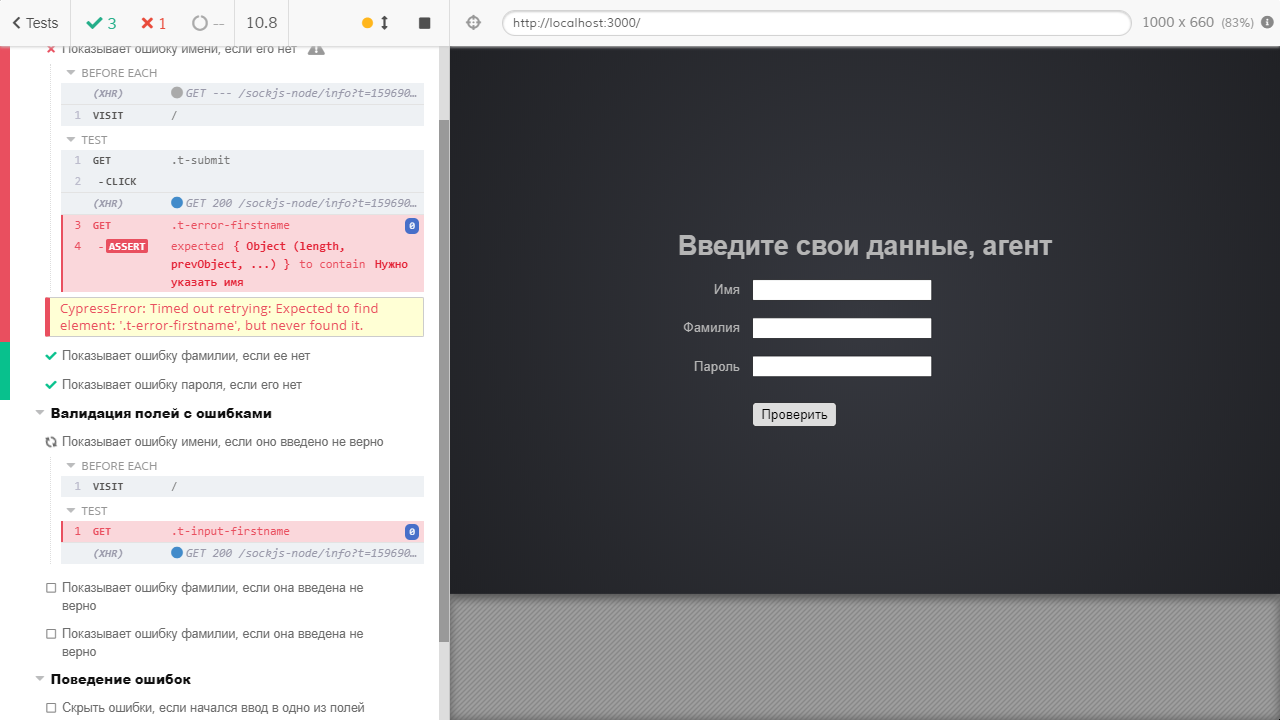 Tests 3 1 -- 10.8
http://localhost:3000/ 1000 x 660 (83%)
Показывает ошибку имени, если его нет
BEFORE EACH
(XHR) GET --- /sockjs-node/info?t=159690…
1 VISIT /
TEST
1 GET .t-submit
2 -CLICK
(XHR) GET 200 /sockjs-node/info?t=159690…
3 GET .t-error-firstname 0
4 -ASSERT expected { Object (length,
prevObject, ...) } to contain Нужно
указать имя
CypressError: Timed out retrying: Expected to find
element: '.t-error-firstname', but never found it.
Показывает ошибку фамилии, если ее нет
Показывает ошибку пароля, если его нет
Валидация полей с ошибками
Показывает ошибку имени, если оно введено не верно
BEFORE EACH
1 VISIT /
TEST
1 GET .t-input-firstname 0
(XHR) GET 200 /sockjs-node/info?t=159690…
Показывает ошибку фамилии, если она введена не
верно
Показывает ошибку фамилии, если она введена не
верно
Поведение ошибок
Скрыть ошибки, если начался ввод в одно из полей
Введите свои данные, агент
Имя
Фамилия
Пароль
Проверить